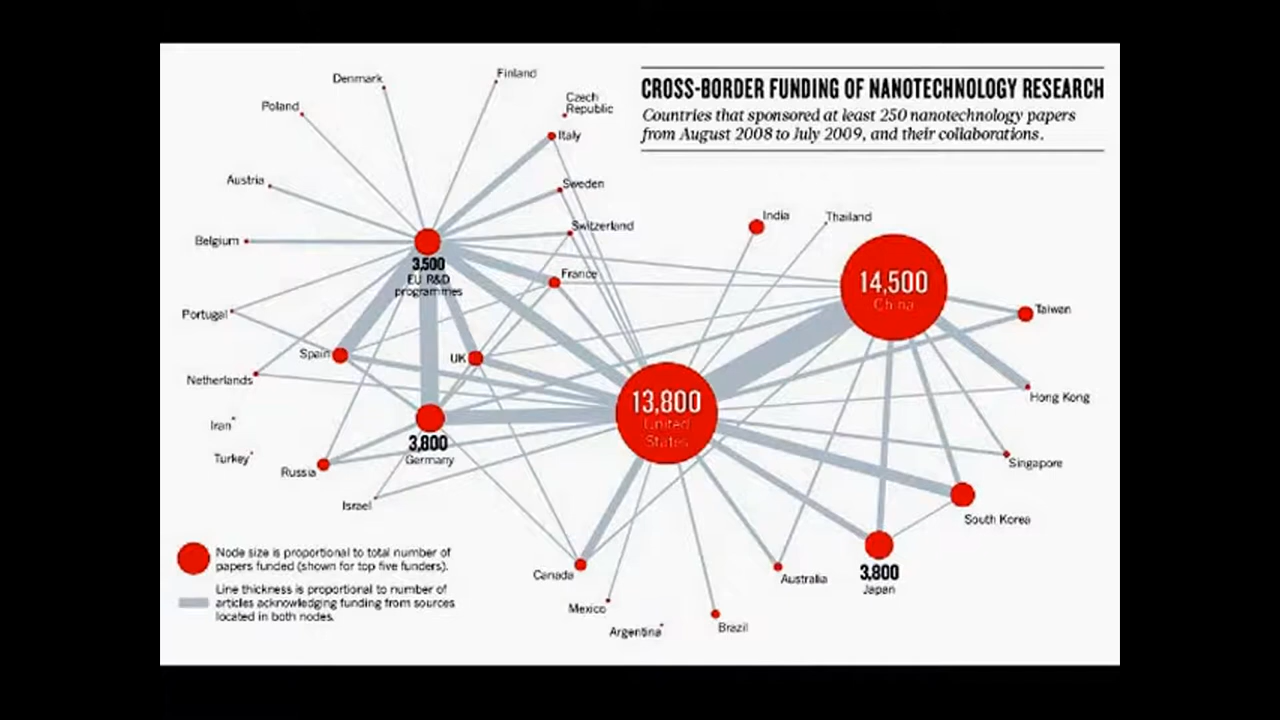 CROSS-BORDER FUNDING OF NANOTECHNOLOGY RESEARCH
Countries that sponsored at least 250 nanotechnology papers
from August 2008 to July 2009, and their collaborations.
Denmark
Finland
Poland
Czech
Republic
Italy
Austria
Sweden
Switzerland
India
Thailand
Belgium
3,500
EU R&D
programmes
France
14,500
China
Portugal
Taiwan
Spain
UK
Netherlands
13,800
United
States
Hong Kong
Iran
Turkey
3,800
Germany
Russia
Singapore
Israel
South Korea
Node size is proportional to total number of
papers funded (shown for top five funders).
Line thickness is proportional to number of
articles acknowledging funding from sources
located in both nodes.
Canada
Australia
3,800
Japan
Mexico
Argentina
Brazil